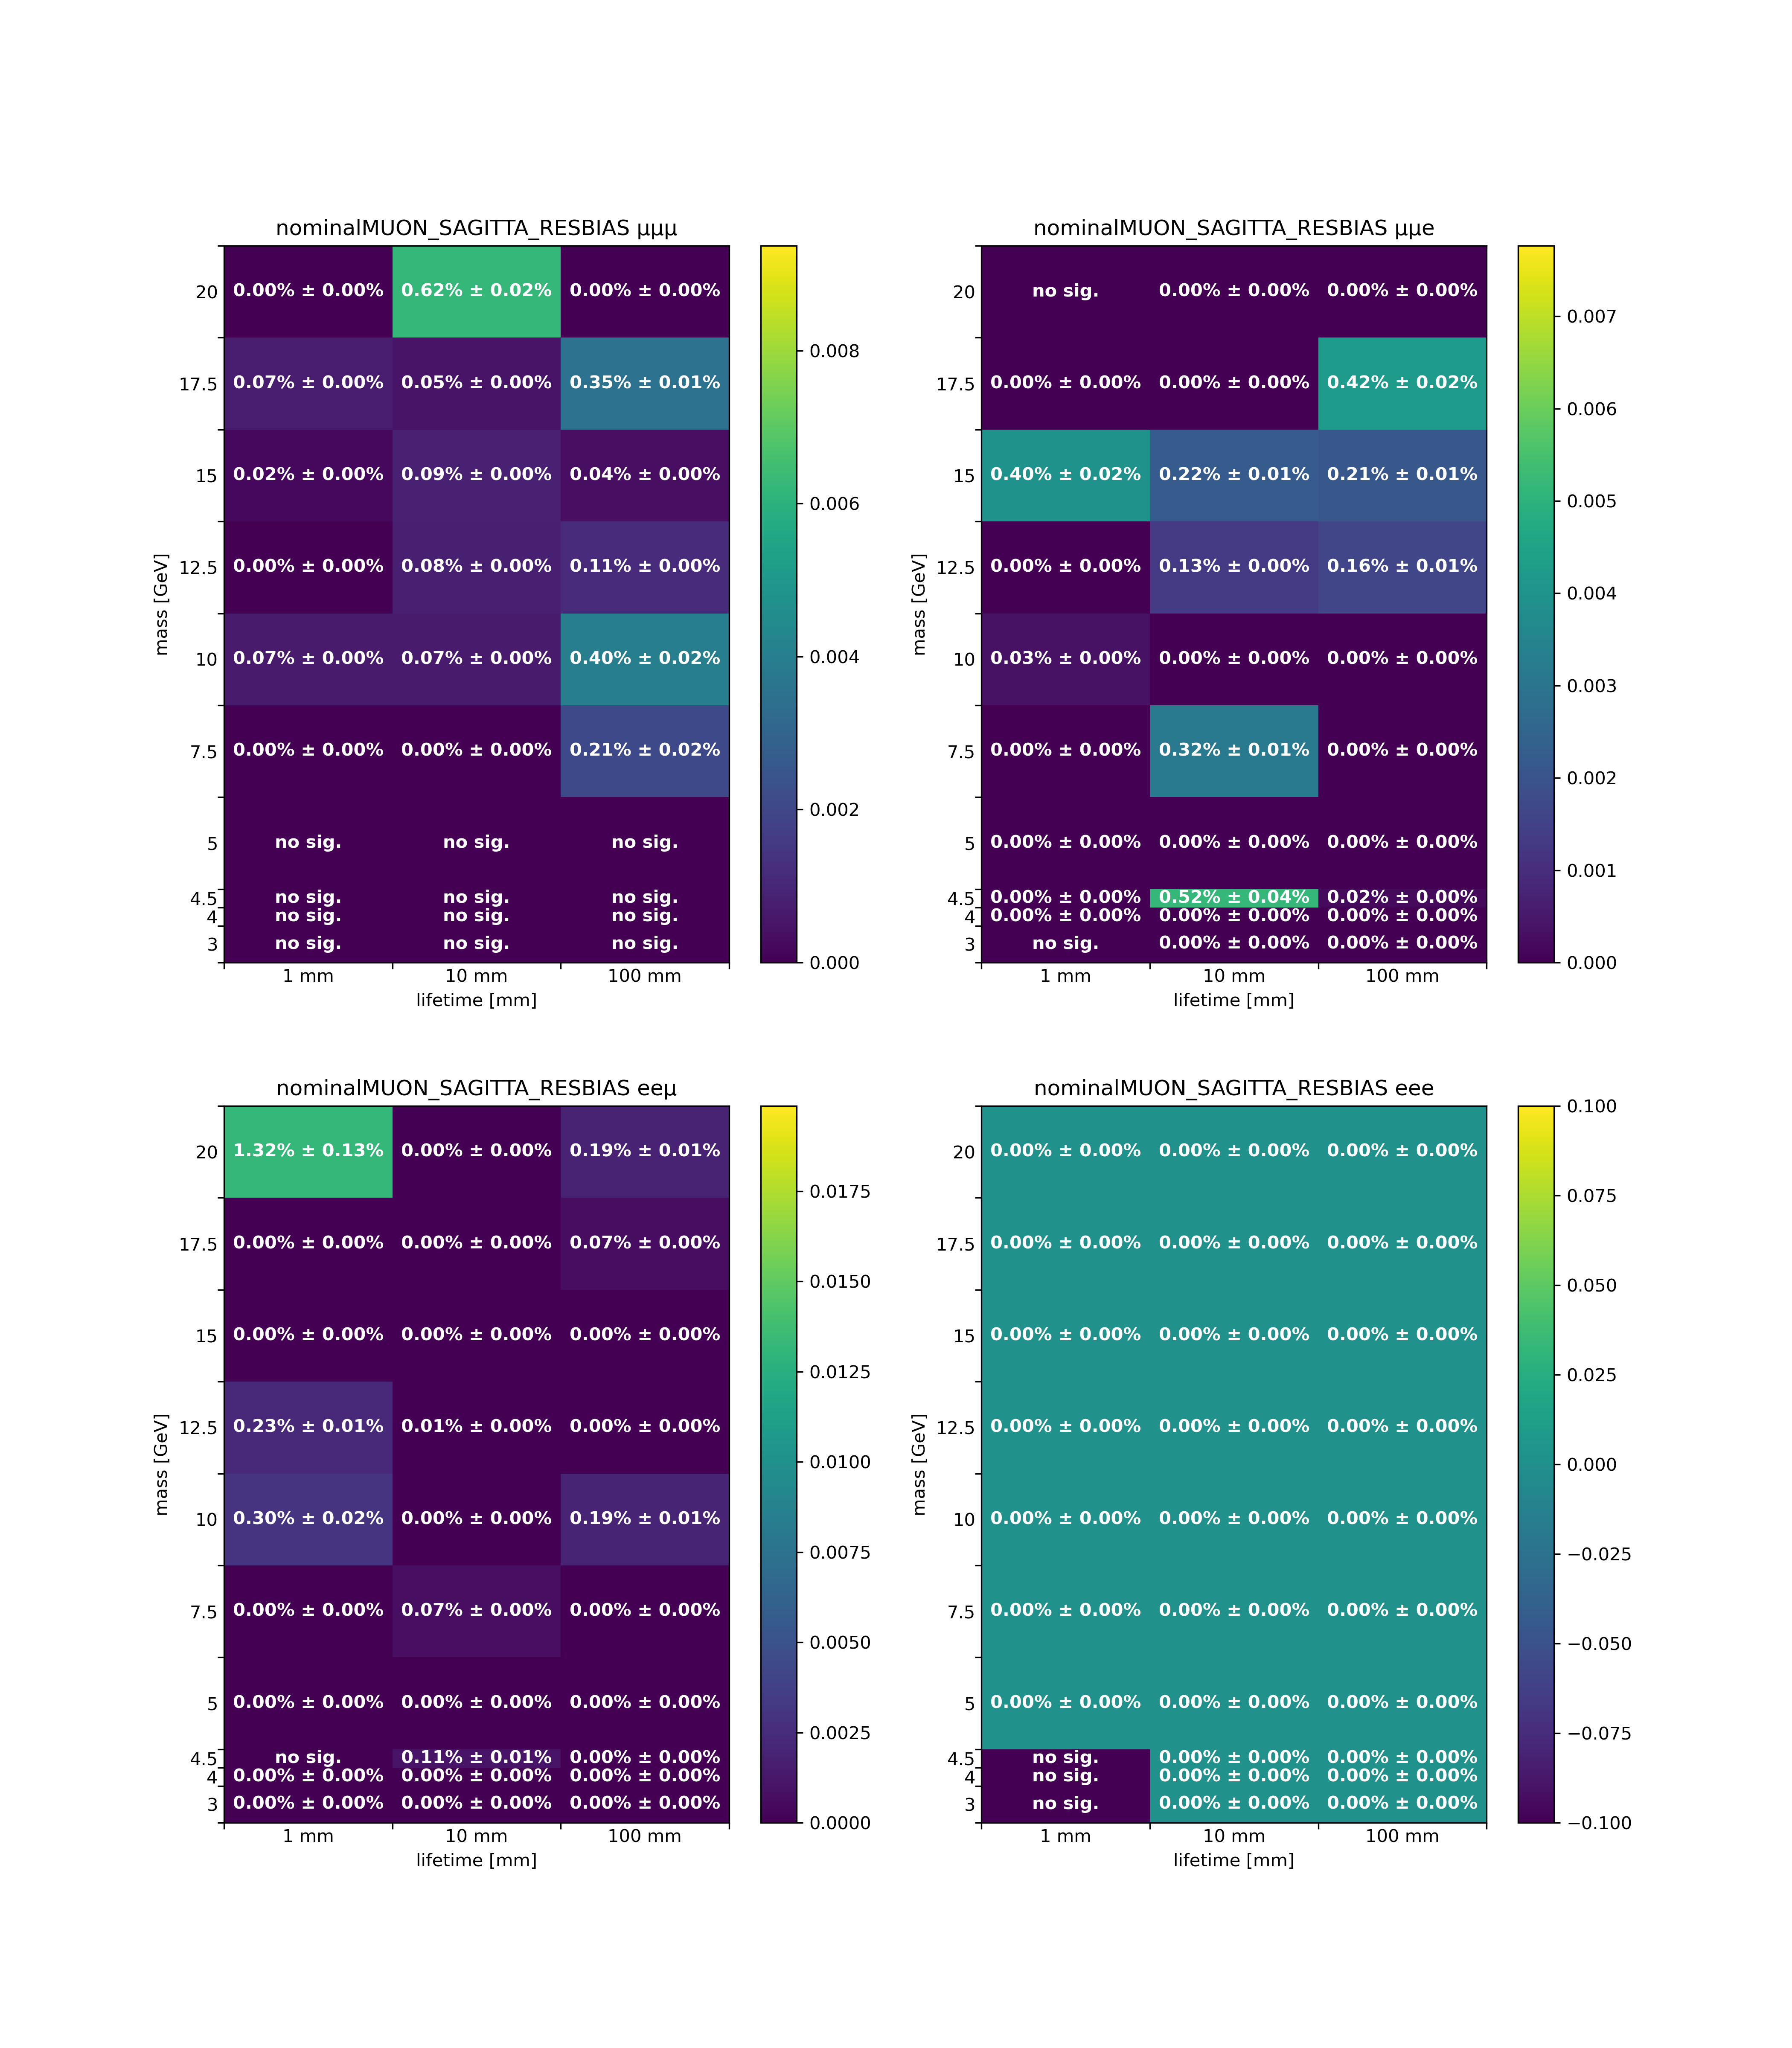 nominalMUON_SAGITTA_RESBIAS μμμ
20 0.00% ± 0.00% 0.62% ± 0.02% 0.00% ± 0.00%
17.5 0.07% ± 0.00% 0.05% ± 0.00% 0.35% ± 0.01%
15 0.02% ± 0.00% 0.09% ± 0.00% 0.04% ± 0.00%
12.5 0.00% ± 0.00% 0.08% ± 0.00% 0.11% ± 0.00%
10 0.07% ± 0.00% 0.07% ± 0.00% 0.40% ± 0.02%
7.5 0.00% ± 0.00% 0.00% ± 0.00% 0.21% ± 0.02%
5 no sig. no sig. no sig.
4.5 no sig. no sig. no sig.
4 no sig. no sig. no sig.
3 no sig. no sig. no sig.
1 mm 10 mm 100 mm
lifetime [mm]
mass [GeV]
0.008
0.006
0.004
0.002
0.000
nominalMUON_SAGITTA_RESBIAS μμe
20 no sig. 0.00% ± 0.00% 0.00% ± 0.00%
17.5 0.00% ± 0.00% 0.00% ± 0.00% 0.42% ± 0.02%
15 0.40% ± 0.02% 0.22% ± 0.01% 0.21% ± 0.01%
12.5 0.00% ± 0.00% 0.13% ± 0.00% 0.16% ± 0.01%
10 0.03% ± 0.00% 0.00% ± 0.00% 0.00% ± 0.00%
7.5 0.00% ± 0.00% 0.32% ± 0.01% 0.00% ± 0.00%
5 0.00% ± 0.00% 0.00% ± 0.00% 0.00% ± 0.00%
4.5 0.00% ± 0.00% 0.52% ± 0.04% 0.02% ± 0.00%
4 0.00% ± 0.00% 0.00% ± 0.00% 0.00% ± 0.00%
3 no sig. 0.00% ± 0.00% 0.00% ± 0.00%
1 mm 10 mm 100 mm
lifetime [mm]
mass [GeV]
0.007
0.006
0.005
0.004
0.003
0.002
0.001
0.000
nominalMUON_SAGITTA_RESBIAS eeμ
20 1.32% ± 0.13% 0.00% ± 0.00% 0.19% ± 0.01%
17.5 0.00% ± 0.00% 0.00% ± 0.00% 0.07% ± 0.00%
15 0.00% ± 0.00% 0.00% ± 0.00% 0.00% ± 0.00%
12.5 0.23% ± 0.01% 0.01% ± 0.00% 0.00% ± 0.00%
10 0.30% ± 0.02% 0.00% ± 0.00% 0.19% ± 0.01%
7.5 0.00% ± 0.00% 0.07% ± 0.00% 0.00% ± 0.00%
5 0.00% ± 0.00% 0.00% ± 0.00% 0.00% ± 0.00%
4.5 no sig. 0.11% ± 0.01% 0.00% ± 0.00%
4 0.00% ± 0.00% 0.00% ± 0.00% 0.00% ± 0.00%
3 0.00% ± 0.00% 0.00% ± 0.00% 0.00% ± 0.00%
1 mm 10 mm 100 mm
lifetime [mm]
mass [GeV]
0.0175
0.0150
0.0125
0.0100
0.0075
0.0050
0.0025
0.0000
nominalMUON_SAGITTA_RESBIAS eee
20 0.00% ± 0.00% 0.00% ± 0.00% 0.00% ± 0.00%
17.5 0.00% ± 0.00% 0.00% ± 0.00% 0.00% ± 0.00%
15 0.00% ± 0.00% 0.00% ± 0.00% 0.00% ± 0.00%
12.5 0.00% ± 0.00% 0.00% ± 0.00% 0.00% ± 0.00%
10 0.00% ± 0.00% 0.00% ± 0.00% 0.00% ± 0.00%
7.5 0.00% ± 0.00% 0.00% ± 0.00% 0.00% ± 0.00%
5 0.00% ± 0.00% 0.00% ± 0.00% 0.00% ± 0.00%
4.5 no sig. 0.00% ± 0.00% 0.00% ± 0.00%
4 no sig. 0.00% ± 0.00% 0.00% ± 0.00%
3 no sig. 0.00% ± 0.00% 0.00% ± 0.00%
1 mm 10 mm 100 mm
lifetime [mm]
mass [GeV]
0.100
0.075
0.050
0.025
0.000
−0.025
−0.050
−0.075
−0.100